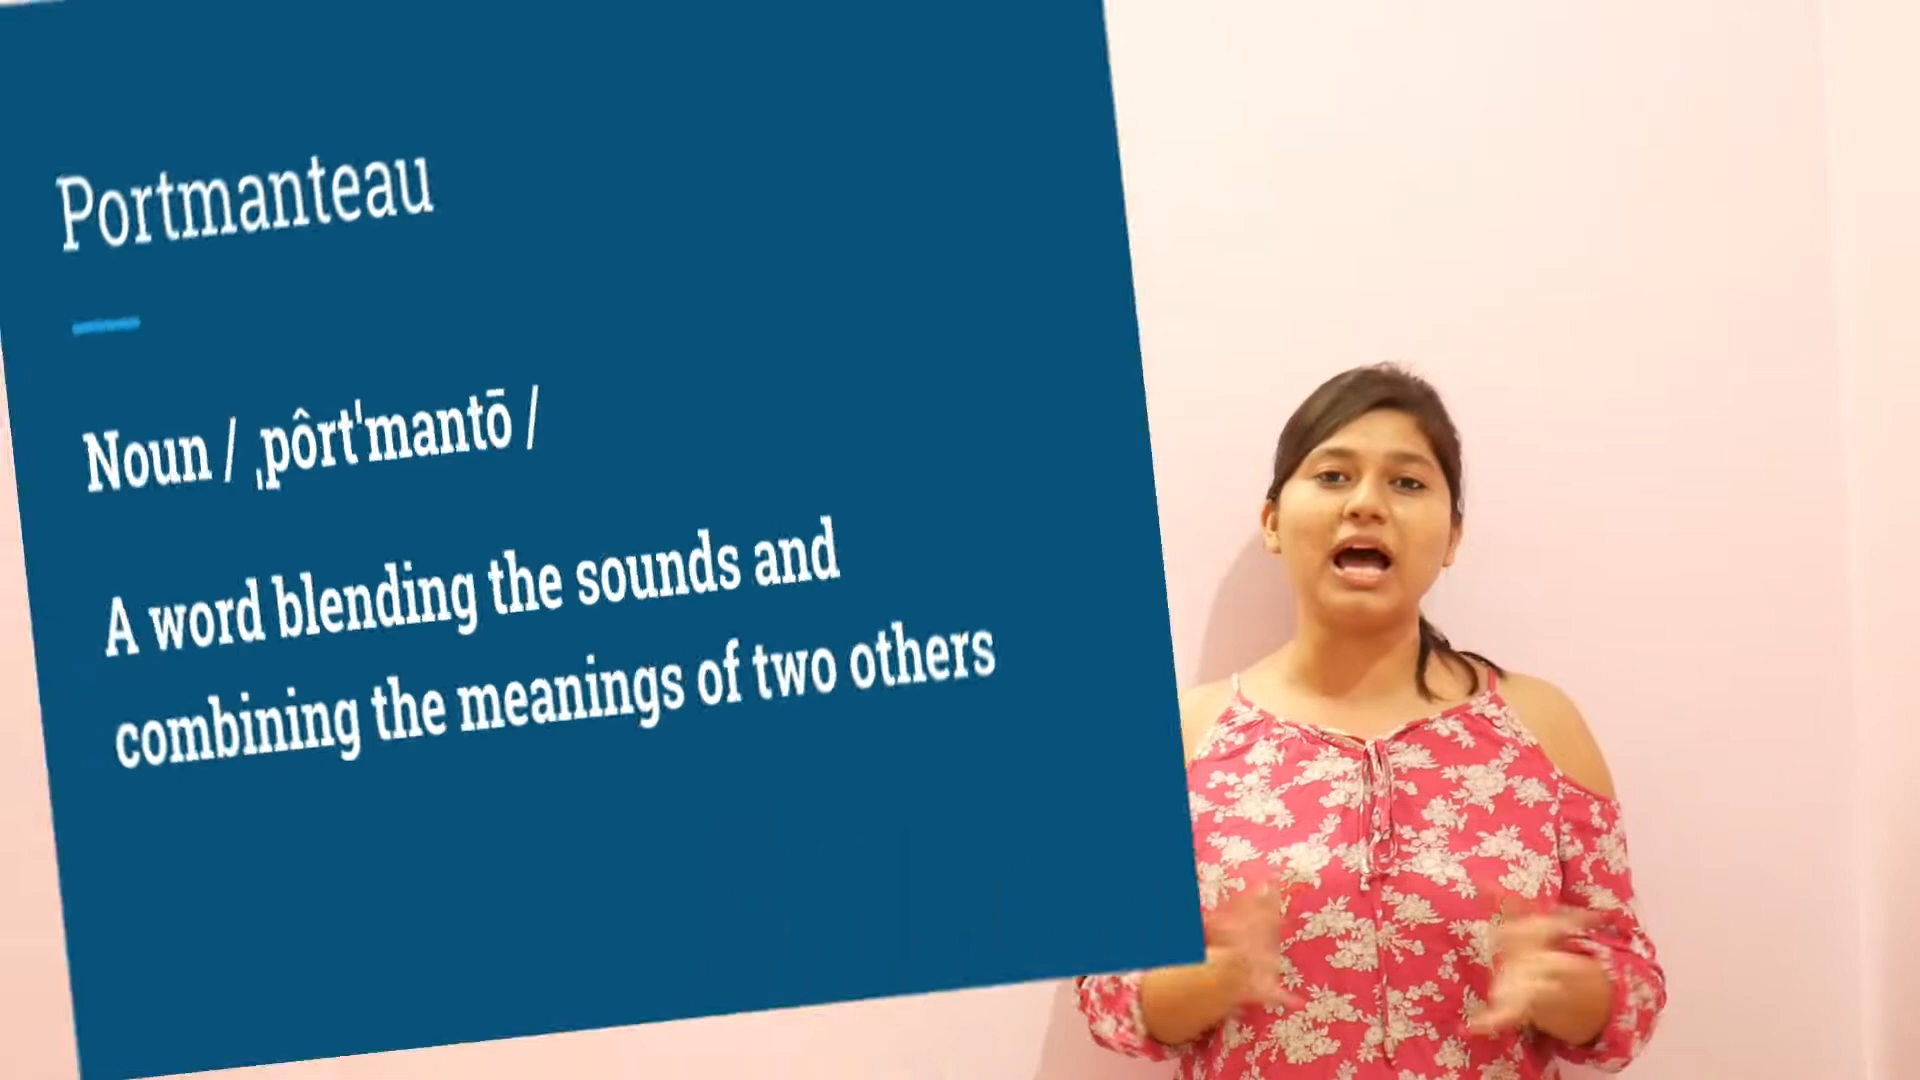 Portmanteau
Noun / ˌpôrtˈmantō /
A word blending the sounds and
combining the meanings of two others